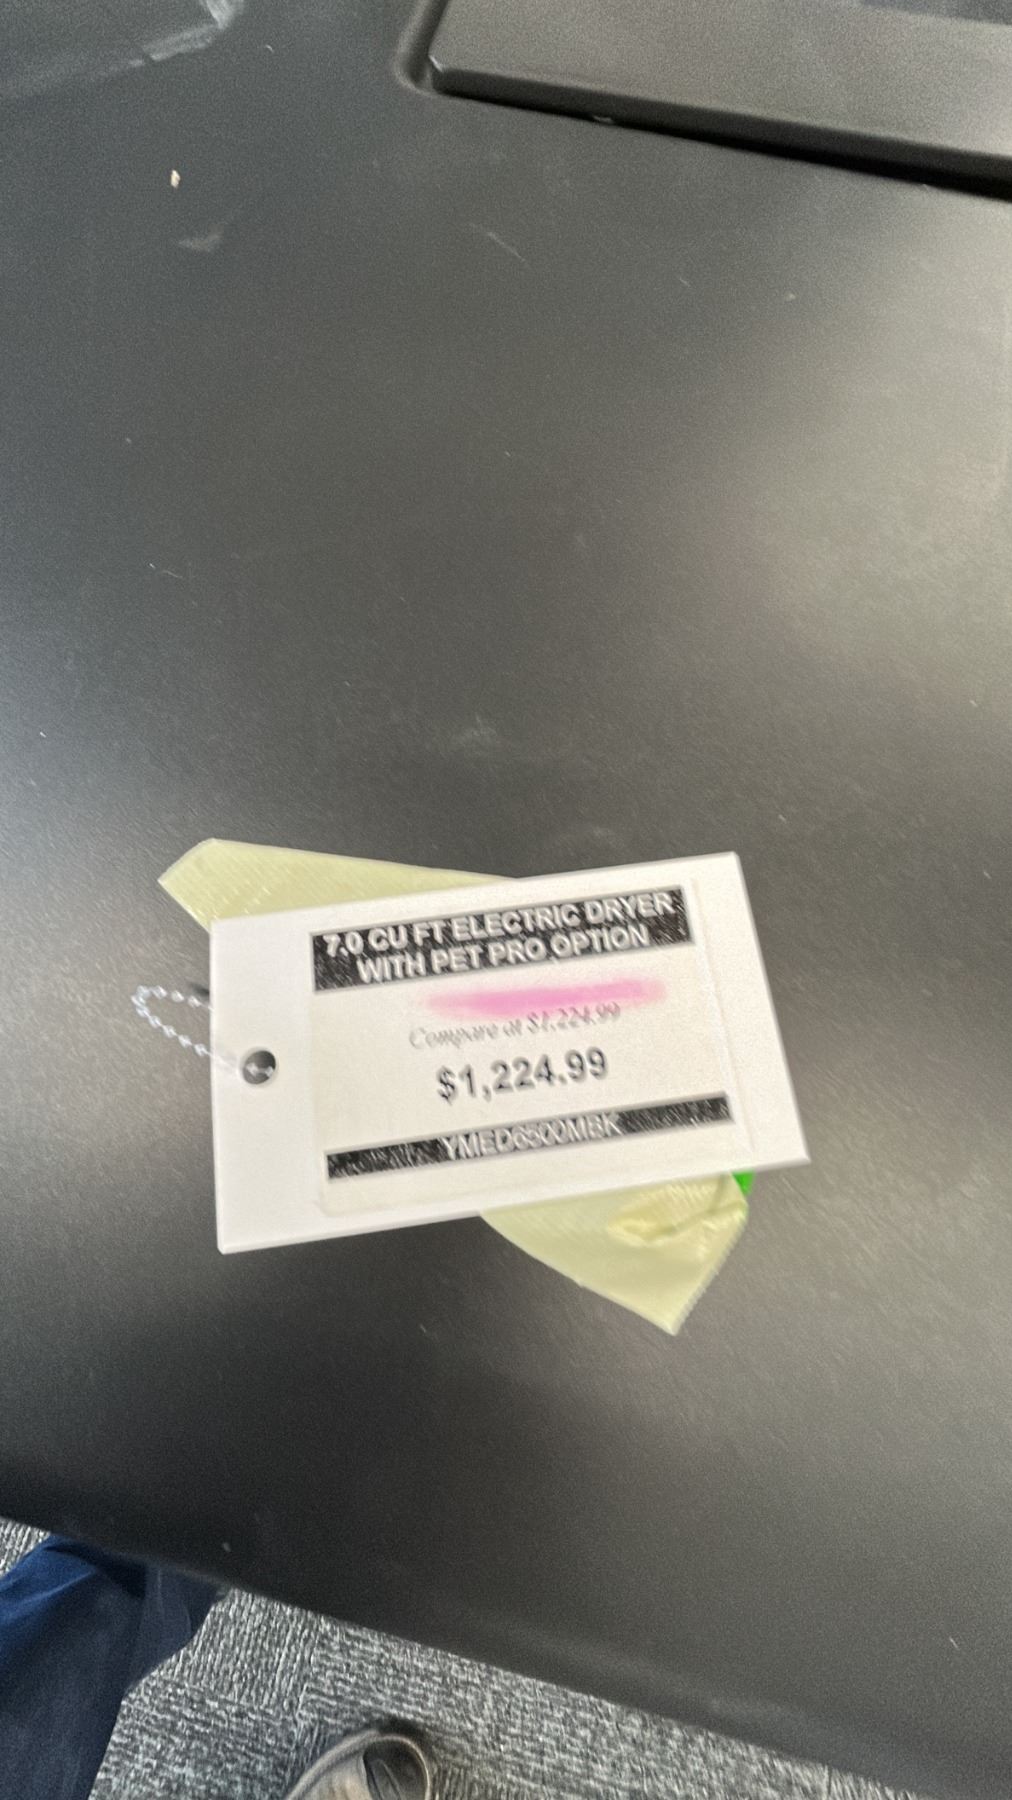 7.0 CU FT ELECTRIC DRYER
WITH PET PRO OPTION
Compare at $1,224.99
$1,224.99
YMED6500MBK